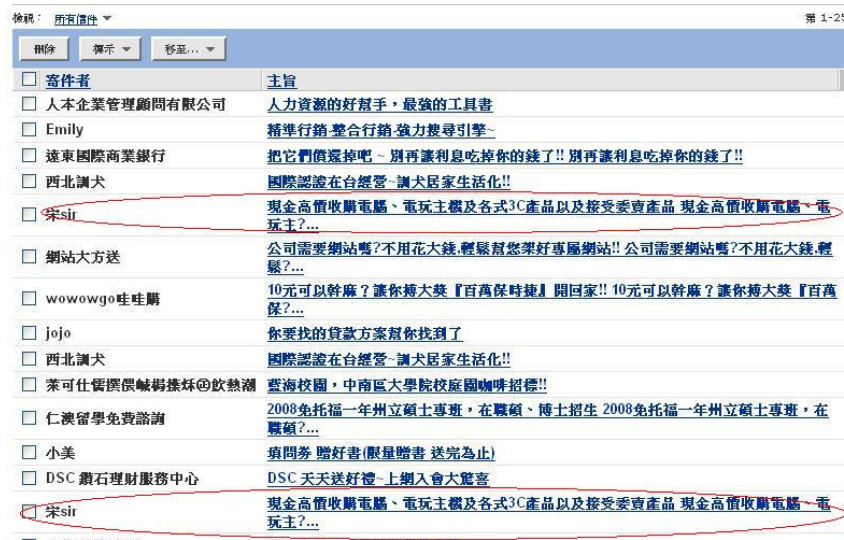 檢視： 所有信件
第 1-25
刪除 標示 移至...
寄件者 主旨
人本企業管理顧問有限公司 人力資源的好幫手，最強的工具書
Emily 精準行銷.整合行銷.強力搜尋引擎~
遠東國際商業銀行 把它們償還掉吧 ~ 別再讓利息吃掉你的錢了!! 別再讓利息吃掉你的錢了!!
西北訓犬 國際認證在台經營~訓犬居家生活化!!
宋sir 現金高價收購電腦、電玩主機及各式3C產品以及接受委賣產品 現金高價收購電腦、電
玩主?...
網站大方送 公司需要網站嗎?不用花大錢.輕鬆幫您架好專屬網站!! 公司需要網站嗎?不用花大錢.輕
鬆?...
wowowgo哇哇購 10元可以幹麻？讓你搏大獎『百萬保時捷』開回家!! 10元可以幹麻？讓你搏大獎『百萬
保?...
jojo 你要找的貸款方案幫你找到了
西北訓犬 國際認證在台經營~訓犬居家生活化!!
飲熱潮 藍海校園，中南區大學院校庭園咖啡招標!!
仁澳留學免費諮詢 2008免托福一年州立碩士專班，在職碩、博士招生 2008免托福一年州立碩士專班，在
職碩?...
小美 填問券 贈好書(限量贈書 送完為止)
DSC 鑽石理財服務中心 DSC 天天送好禮~上網入會大驚喜
宋sir 現金高價收購電腦、電玩主機及各式3C產品以及接受委賣產品 現金高價收購電腦、電
玩主?...